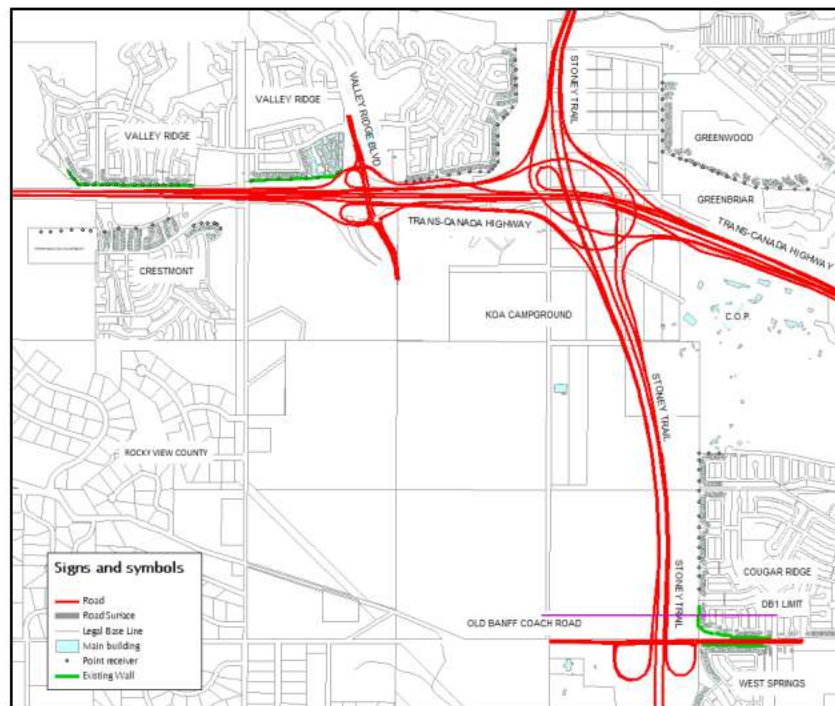 VALLEY RIDGE
VALLEY RIDGE
VALLEY RIDGE BLVD
STONEY TRAIL
GREENWOOD
GREENBRIAR
TRANS-CANADA HIGHWAY
TRANS-CANADA HIGHWAY
CRESTMONT
KOA CAMPGROUND
C.O.P.
STONEY TRAIL
ROCKY VIEW COUNTY
COUGAR RIDGE
STONEY TRAIL
DB1 LIMIT
OLD BANFF COACH ROAD
WEST SPRINGS
Signs and symbols
Road
Road Surface
Legal Base Line
Main building
Point receiver
Existing Wall